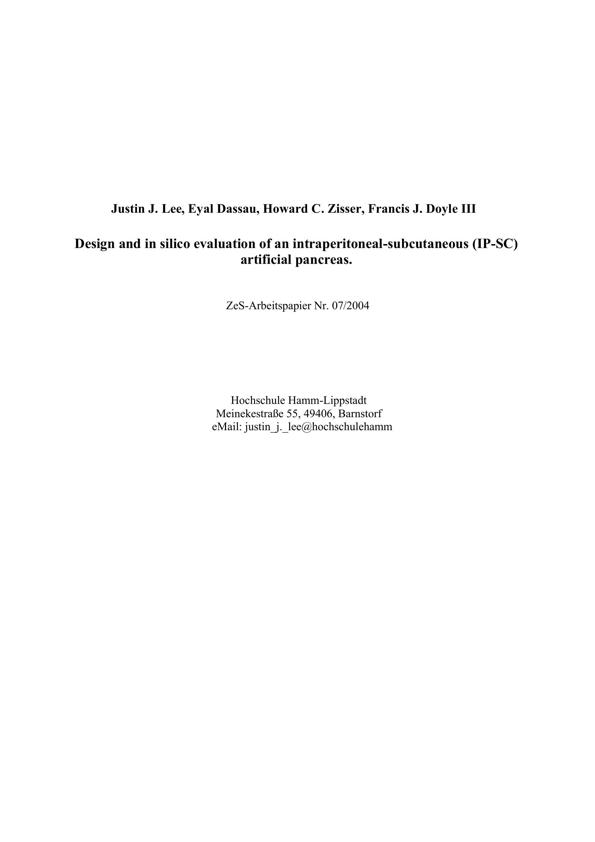 Justin J. Lee, Eyal Dassau, Howard C. Zisser, Francis J. Doyle III
Design and in silico evaluation of an intraperitoneal-subcutaneous (IP-SC)
artificial pancreas.
ZeS-Arbeitspapier Nr. 07/2004
Hochschule Hamm-Lippstadt
Meinekestraße 55, 49406, Barnstorf
eMail: justin_j._lee@hochschulehamm